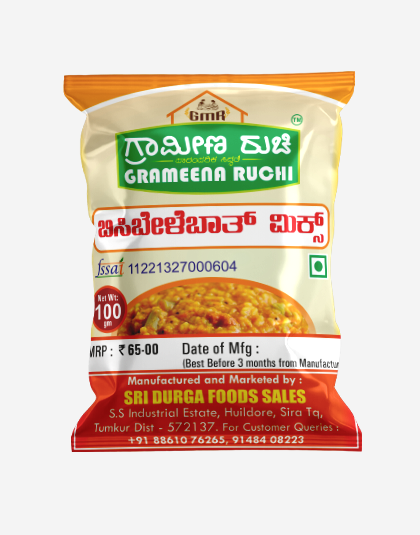 GMR
ಗ್ರಾಮೀಣ ರುಚಿ
TM
GRAMEENA RUCHI
ಬಿಸಿಬೇಳೆಬಾತ್ ಮಿಕ್ಸ್
fssai 11221327000604
Net Wt:
100
gm
MRP : ₹ 65-00 Date of Mfg :
(Best Before 3 months from Manufactur
Manufactured and Marketed by :
SRI DURGA FOODS SALES
S.S Industrial Estate, Huildore, Sira Tq,
Tumkur Dist - 572137. For Customer Queries :
+91 88610 76265, 91484 08223